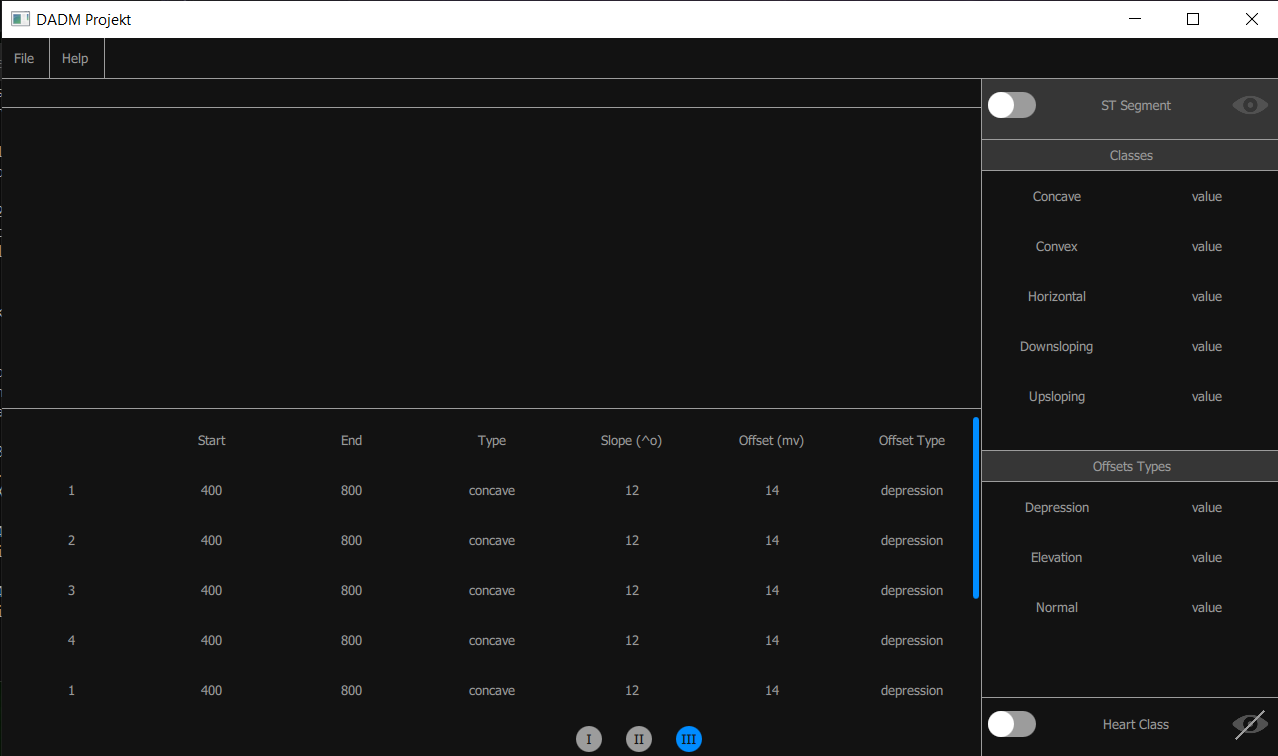 DADM Projekt
File Help
ST Segment
Classes
Concave value
Convex value
Horizontal value
Downsloping value
Upsloping value
Start End Type Slope (^o) Offset (mv) Offset Type
1 400 800 concave 12 14 depression
2 400 800 concave 12 14 depression
3 400 800 concave 12 14 depression
4 400 800 concave 12 14 depression
1 400 800 concave 12 14 depression
I II III
Offsets Types
Depression value
Elevation value
Normal value
Heart Class